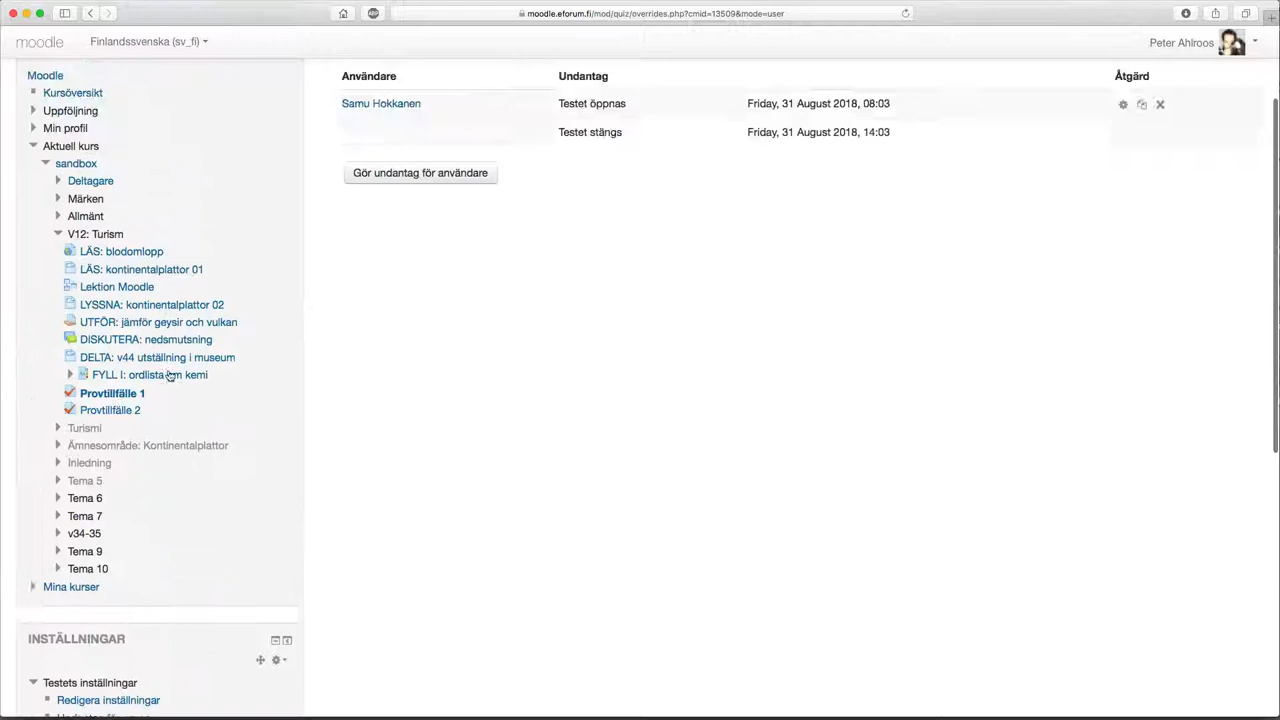 moodle.eforum.fi/mod/quiz/overrides.php?cmid=13509&mode=user
moodle
Finlandssvenska (sv_fi)
Peter Ahlroos
Moodle
Kursöversikt
Uppföljning
Min profil
Aktuell kurs
sandbox
Deltagare
Märken
Allmänt
V12: Turism
LÄS: blodomlopp
LÄS: kontinentalplattor 01
Lektion Moodle
LYSSNA: kontinentalplattor 02
UTFÖR: jämför geysir och vulkan
DISKUTERA: nedsmutsning
DELTA: v44 utställning i museum
FYLL I: ordlista om kemi
Provtillfälle 1
Provtillfälle 2
Turismi
Ämnesområde: Kontinentalplattor
Inledning
Tema 5
Tema 6
Tema 7
v34-35
Tema 9
Tema 10
Mina kurser
INSTÄLLNINGAR
Testets inställningar
Redigera inställningar
Användare Undantag Åtgärd
Samu Hokkanen Testet öppnas Friday, 31 August 2018, 08:03
Testet stängs Friday, 31 August 2018, 14:03
Gör undantag för användare